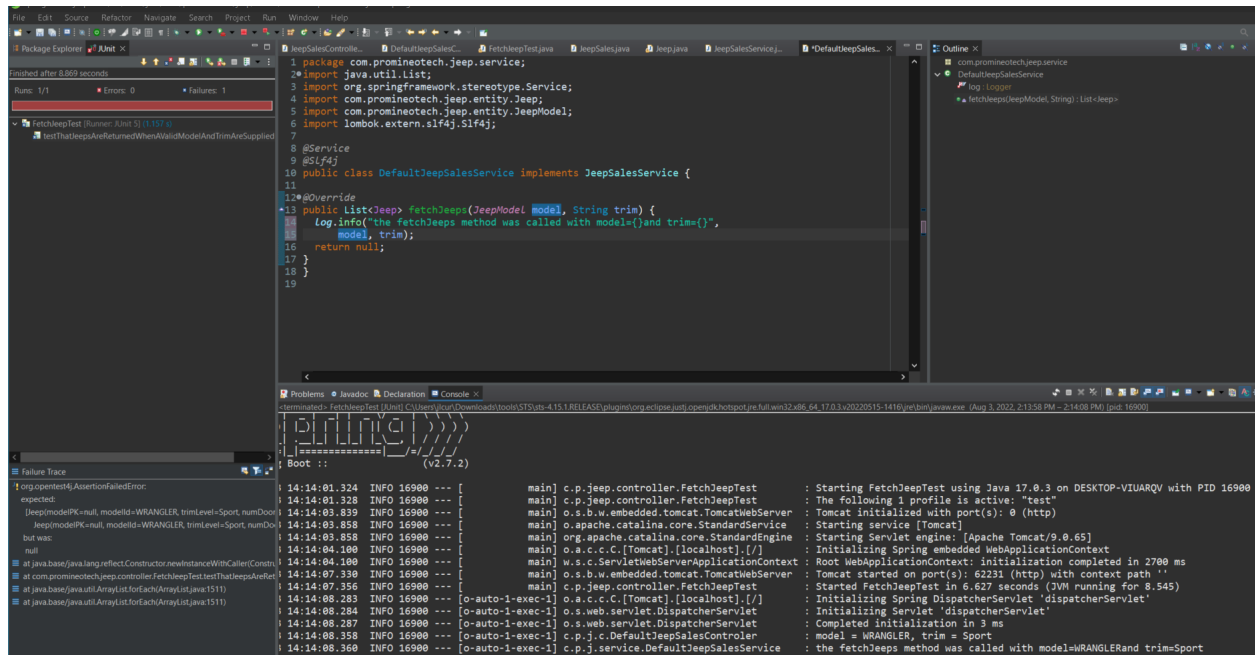 File Edit Source Refactor Navigate Search Project Run Window Help
Package Explorer JUnit
Finished after 8.869 seconds
Runs: 1/1 Errors: 0 Failures: 1
FetchJeepTest [Runner: JUnit 5] (1.157 s)
testThatJeepsAreReturnedWhenAValidModelAndTrimAreSupplied
Failure Trace
org.opentest4j.AssertionFailedError:
expected:
[Jeep(modelPK=null, modelId=WRANGLER, trimLevel=Sport, numDoor
Jeep(modelPK=null, modelId=WRANGLER, trimLevel=Sport, numDo
but was:
null
at java.base/java.lang.reflect.Constructor.newInstanceWithCaller(Constru
at com.promineotech.jeep.controller.FetchJeepTest.testThatJeepsAreRet
at java.base/java.util.ArrayList.forEach(ArrayList.java:1511)
at java.base/java.util.ArrayList.forEach(ArrayList.java:1511)
JeepSalesControlle... DefaultJeepSalesC... FetchJeepTest.java JeepSales.java Jeep.java JeepSalesService.j... *DefaultJeepSales...
1 package com.promineotech.jeep.service;
2 import java.util.List;
3 import org.springframework.stereotype.Service;
4 import com.promineotech.jeep.entity.Jeep;
5 import com.promineotech.jeep.entity.JeepModel;
6 import lombok.extern.slf4j.Slf4j;
7
8 @Service
9 @Slf4j
10 public class DefaultJeepSalesService implements JeepSalesService {
11
12 @Override
13 public List<Jeep> fetchJeeps(JeepModel model, String trim) {
14 log.info("the fetchJeeps method was called with model={}and trim={}",
15 model, trim);
16 return null;
17 }
18 }
19
Outline
com.promineotech.jeep.service
DefaultJeepSalesService
log : Logger
fetchJeeps(JeepModel, String) : List<Jeep>
Problems Javadoc Declaration Console
<terminated> FetchJeepTest [JUnit] C:\Users\jlcur\Downloads\tools\STS\sts-4.15.1.RELEASE\plugins\org.eclipse.justj.openjdk.hotspot.jre.full.win32.x86_64_17.0.3.v20220515-1416\jre\bin\javaw.exe (Aug 3, 2022, 2:13:58 PM – 2:14:08 PM) [pid: 16900]
Boot :: (v2.7.2)
14:14:01.324 INFO 16900 --- [ main] c.p.jeep.controller.FetchJeepTest : Starting FetchJeepTest using Java 17.0.3 on DESKTOP-VIUARQV with PID 16900
14:14:01.328 INFO 16900 --- [ main] c.p.jeep.controller.FetchJeepTest : The following 1 profile is active: "test"
14:14:03.839 INFO 16900 --- [ main] o.s.b.w.embedded.tomcat.TomcatWebServer : Tomcat initialized with port(s): 0 (http)
14:14:03.858 INFO 16900 --- [ main] o.apache.catalina.core.StandardService : Starting service [Tomcat]
14:14:03.858 INFO 16900 --- [ main] org.apache.catalina.core.StandardEngine : Starting Servlet engine: [Apache Tomcat/9.0.65]
14:14:04.100 INFO 16900 --- [ main] o.a.c.c.C.[Tomcat].[localhost].[/] : Initializing Spring embedded WebApplicationContext
14:14:04.100 INFO 16900 --- [ main] w.s.c.ServletWebServerApplicationContext : Root WebApplicationContext: initialization completed in 2700 ms
14:14:07.330 INFO 16900 --- [ main] o.s.b.w.embedded.tomcat.TomcatWebServer : Tomcat started on port(s): 62231 (http) with context path ''
14:14:07.356 INFO 16900 --- [ main] c.p.jeep.controller.FetchJeepTest : Started FetchJeepTest in 6.627 seconds (JVM running for 8.545)
14:14:08.283 INFO 16900 --- [o-auto-1-exec-1] o.a.c.c.C.[Tomcat].[localhost].[/] : Initializing Spring DispatcherServlet 'dispatcherServlet'
14:14:08.284 INFO 16900 --- [o-auto-1-exec-1] o.s.web.servlet.DispatcherServlet : Initializing Servlet 'dispatcherServlet'
14:14:08.287 INFO 16900 --- [o-auto-1-exec-1] o.s.web.servlet.DispatcherServlet : Completed initialization in 3 ms
14:14:08.358 INFO 16900 --- [o-auto-1-exec-1] c.p.j.c.DefaultJeepSalesControler : model = WRANGLER, trim = Sport
14:14:08.360 INFO 16900 --- [o-auto-1-exec-1] c.p.j.service.DefaultJeepSalesService : the fetchJeeps method was called with model=WRANGLERand trim=Sport